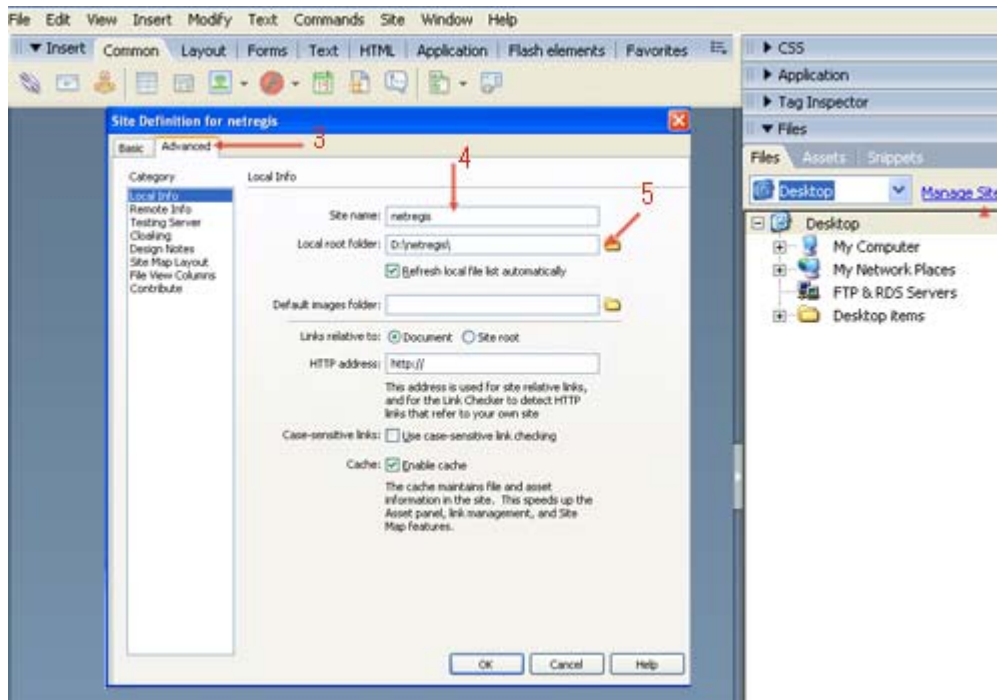 File Edit View Insert Modify Text Commands Site Window Help
Insert Common Layout Forms Text HTML Application Flash elements Favorites
CSS
Application
Tag Inspector
Files
Files Assets Snippets
Desktop Manage Site
Desktop
My Computer
My Network Places
FTP & RDS Servers
Desktop items
Site Definition for netregis
Basic Advanced 3
4
5
Category
Local Info
Remote Info
Testing Server
Cloaking
Design Notes
Site Map Layout
File View Columns
Contribute
Local Info
Site name: netregis
Local root folder: D:\netregis\
Refresh local file list automatically
Default images folder:
Links relative to: Document Site root
HTTP address: http://
This address is used for site relative links,
and for the Link Checker to detect HTTP
links that refer to your own site
Case-sensitive links: Use case-sensitive link checking
Cache: Enable cache
The cache maintains file and asset
information in the site. This speeds up the
Asset panel, link management, and Site
Map features.
OK Cancel Help